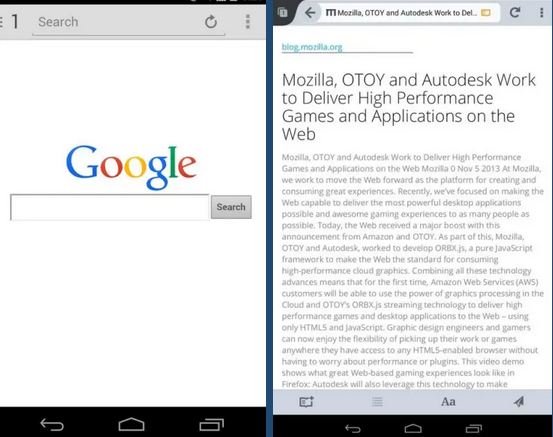 1 Search
Google
Search
1
Mozilla, OTOY and Autodesk Work to Del...
blog.mozilla.org
Mozilla, OTOY and Autodesk Work
to Deliver High Performance
Games and Applications on the
Web
Mozilla, OTOY and Autodesk Work to Deliver High Performance
Games and Applications on the Web Mozilla 0 Nov 5 2013 At Mozilla,
we work to move the Web forward as the platform for creating and
consuming great experiences. Recently, we've focused on making the
Web capable to deliver the most powerful desktop applications
possible and awesome gaming experiences to as many people as
possible. Today, the Web received a major boost with this
announcement from Amazon and OTOY. As part of this, Mozilla,
OTOY and Autodesk, worked to develop ORBX.js, a pure JavaScript
framework to make the Web the standard for consuming
high-performance cloud graphics. Combining all these technology
advances means that for the first time, Amazon Web Services (AWS)
customers will be able to use the power of graphics processing in the
Cloud and OTOY's ORBX.js streaming technology to deliver high
performance games and desktop applications to the Web – using
only HTML5 and JavaScript. Graphic design engineers and gamers
can now enjoy the flexibility of picking up their work or games
anywhere they have access to any HTML5-enabled browser without
having to worry about performance or plugins. This video demo
shows what great Web-based gaming experiences look like in
Firefox: Autodesk will also leverage this technology to make
Aa